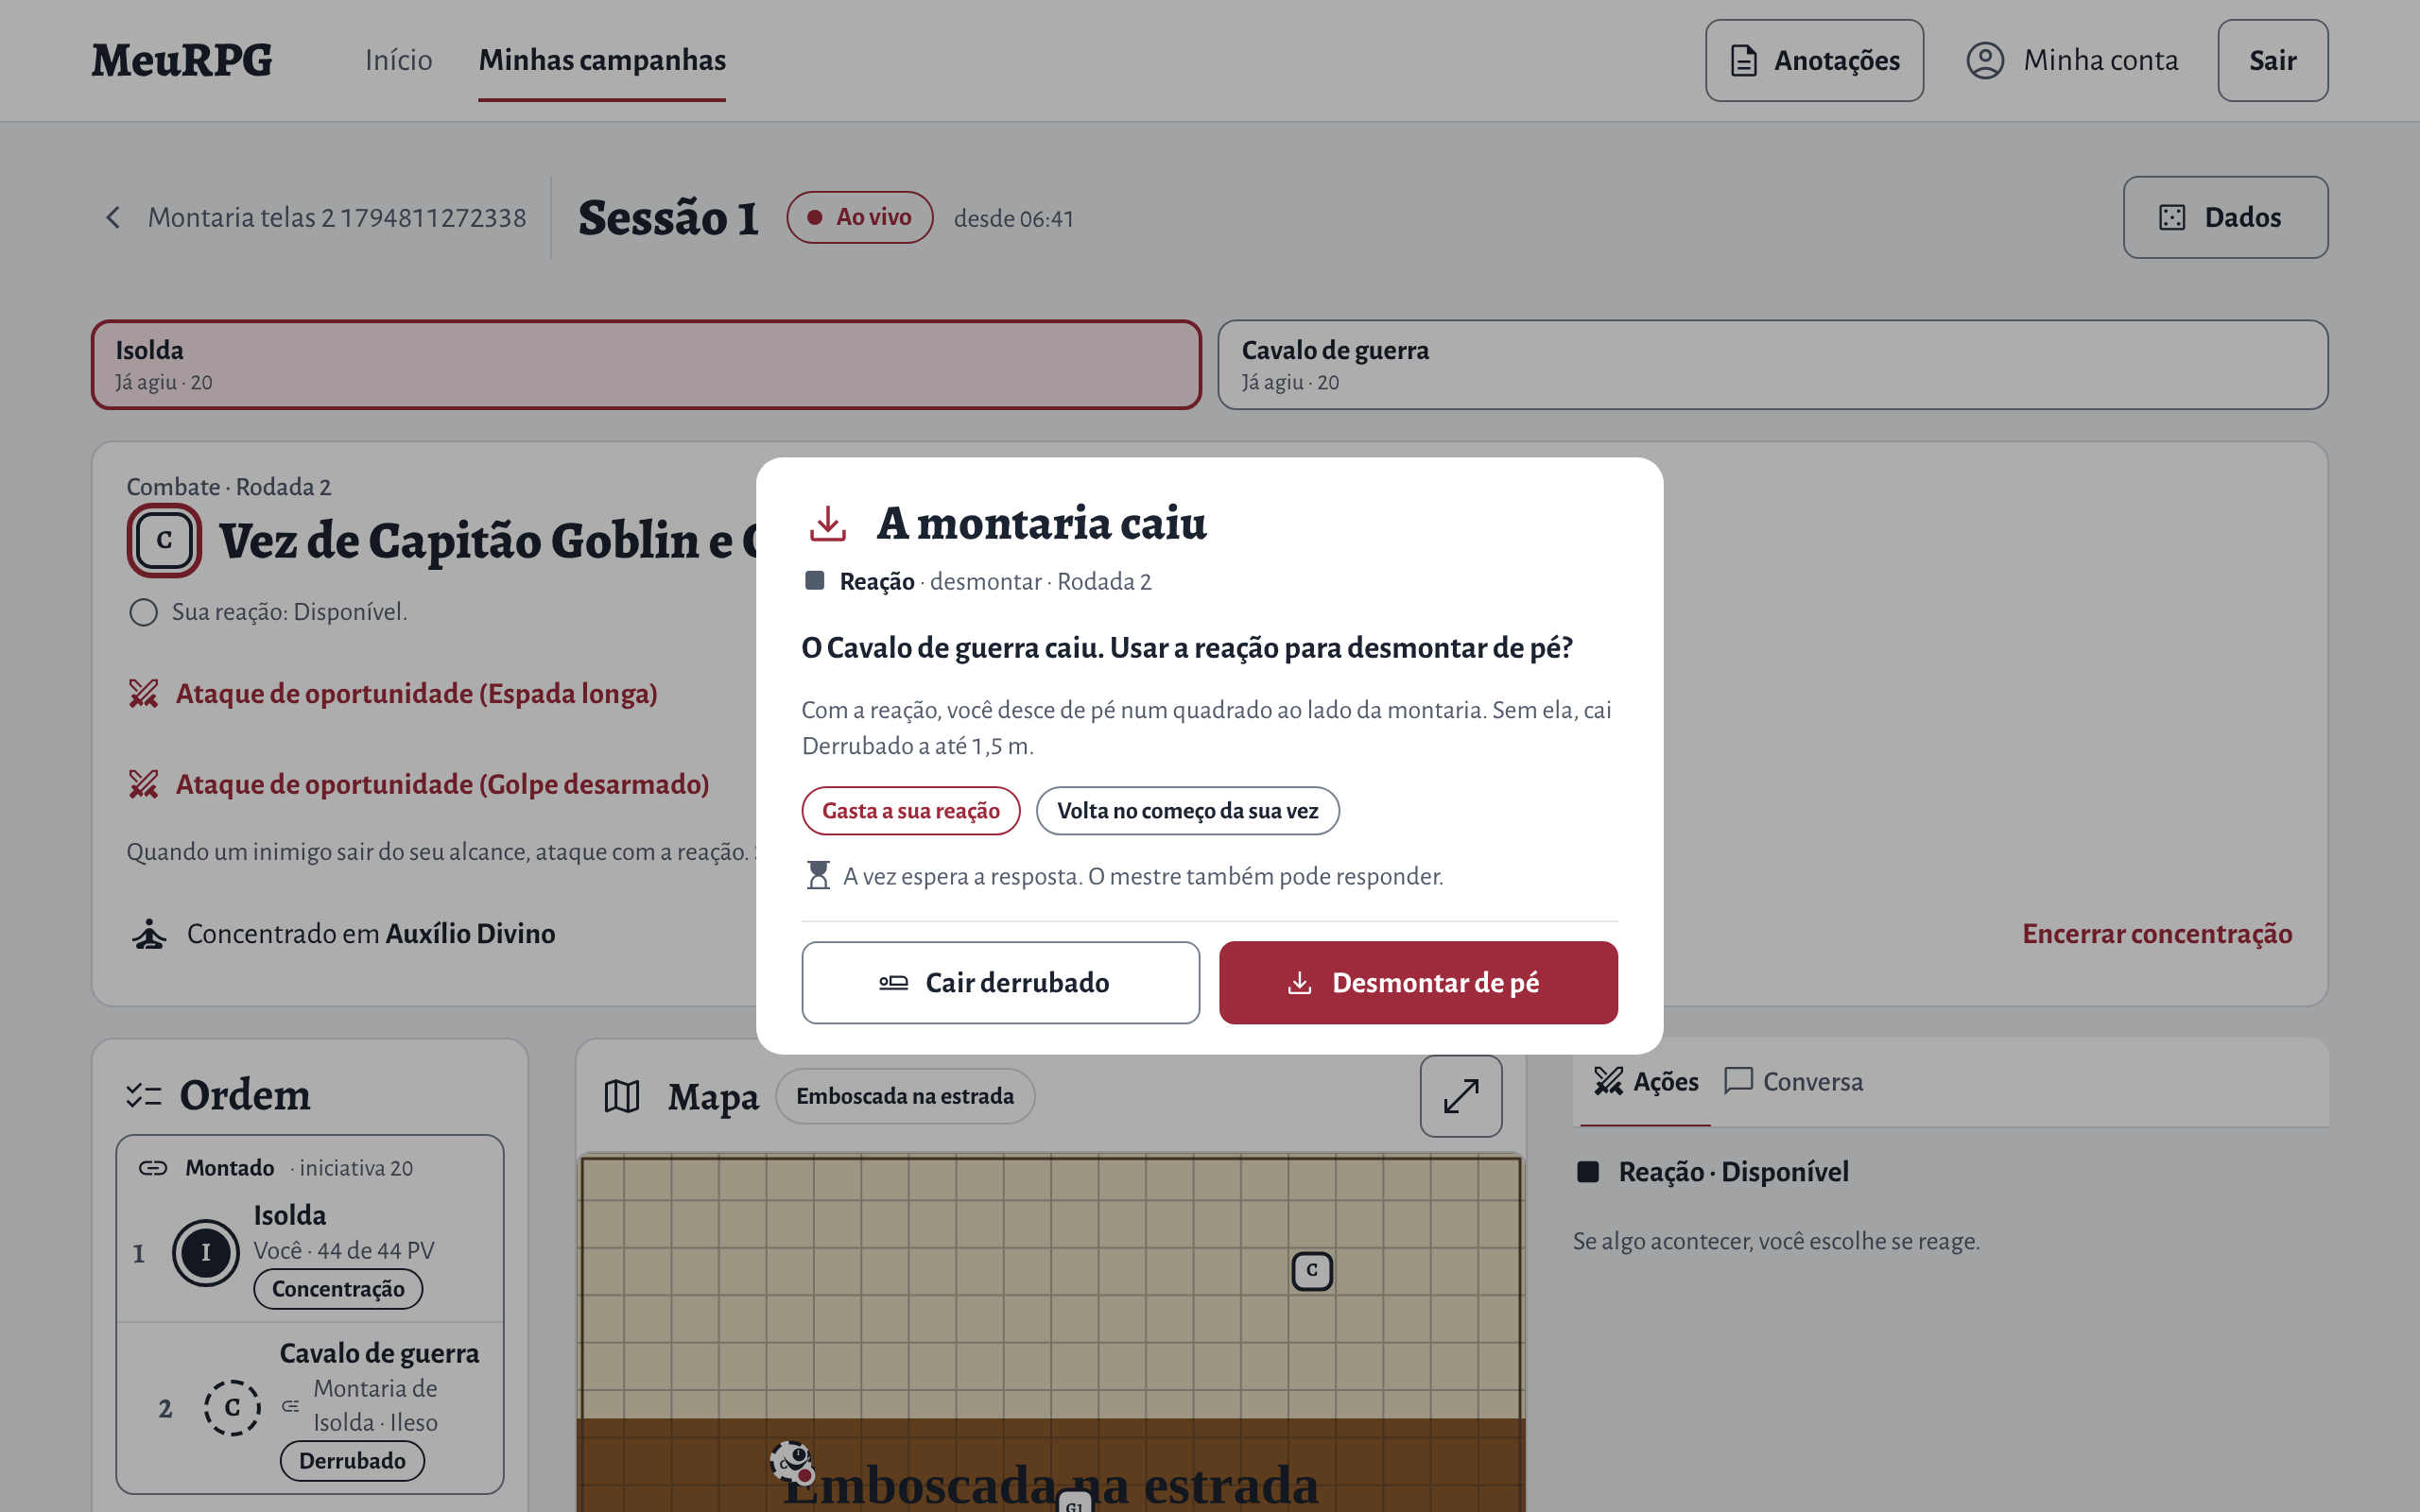 MeuRPG
Início
Minhas campanhas
Anotações
Minha conta
Sair
Montaria telas 2 1794811272338
Sessão 1
Ao vivo
desde 06:41
Dados
Isolda
Já agiu · 20
Cavalo de guerra
Já agiu · 20
Combate · Rodada 2
C
Vez de Capitão Goblin e
Sua reação: Disponível.
Ataque de oportunidade (Espada longa)
Ataque de oportunidade (Golpe desarmado)
Quando um inimigo sair do seu alcance, ataque com a reação.
Concentrado em Auxílio Divino
Encerrar concentração
A montaria caiu
Reação · desmontar · Rodada 2
O Cavalo de guerra caiu. Usar a reação para desmontar de pé?
Com a reação, você desce de pé num quadrado ao lado da montaria. Sem ela, cai
Derrubado a até 1,5 m.
Gasta a sua reação
Volta no começo da sua vez
A vez espera a resposta. O mestre também pode responder.
Cair derrubado
Desmontar de pé
Ordem
Montado · iniciativa 20
1
I
Isolda
Você · 44 de 44 PV
Concentração
2
C
Cavalo de guerra
Montaria de
Isolda · Ileso
Derrubado
Mapa
Emboscada na estrada
C
Emboscada na estrada
G1
Ações
Conversa
Reação · Disponível
Se algo acontecer, você escolhe se reage.